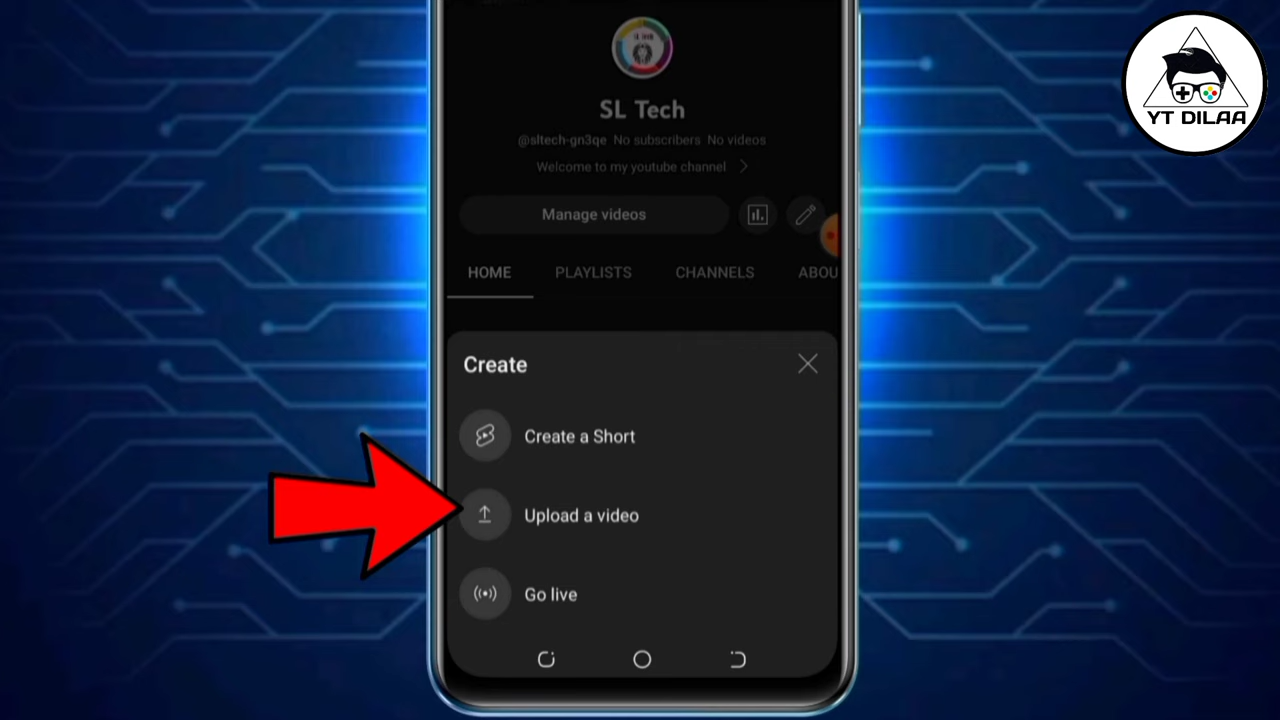 YT DILAA
SL Tech
@sltech-gn3qe No subscribers No videos
Welcome to my youtube channel
Manage videos
HOME PLAYLISTS CHANNELS ABOU
Create
Create a Short
Upload a video
Go live